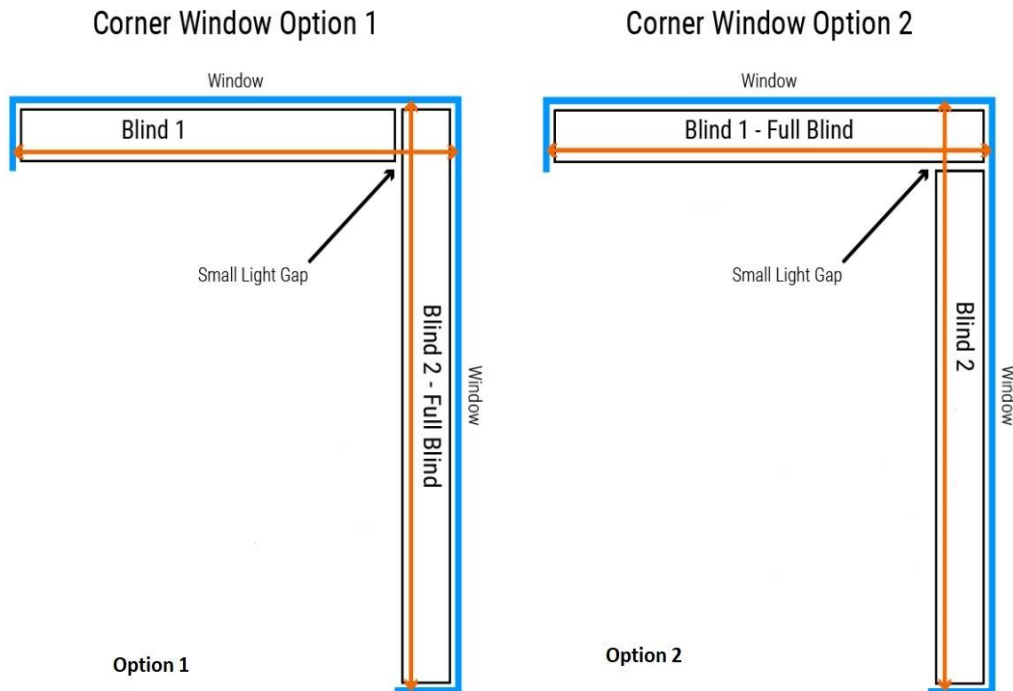 Corner Window Option 1
Window
Blind 1
Small Light Gap
Blind 2 - Full Blind
Window
Option 1
Corner Window Option 2
Window
Blind 1 - Full Blind
Small Light Gap
Blind 2
Window
Option 2